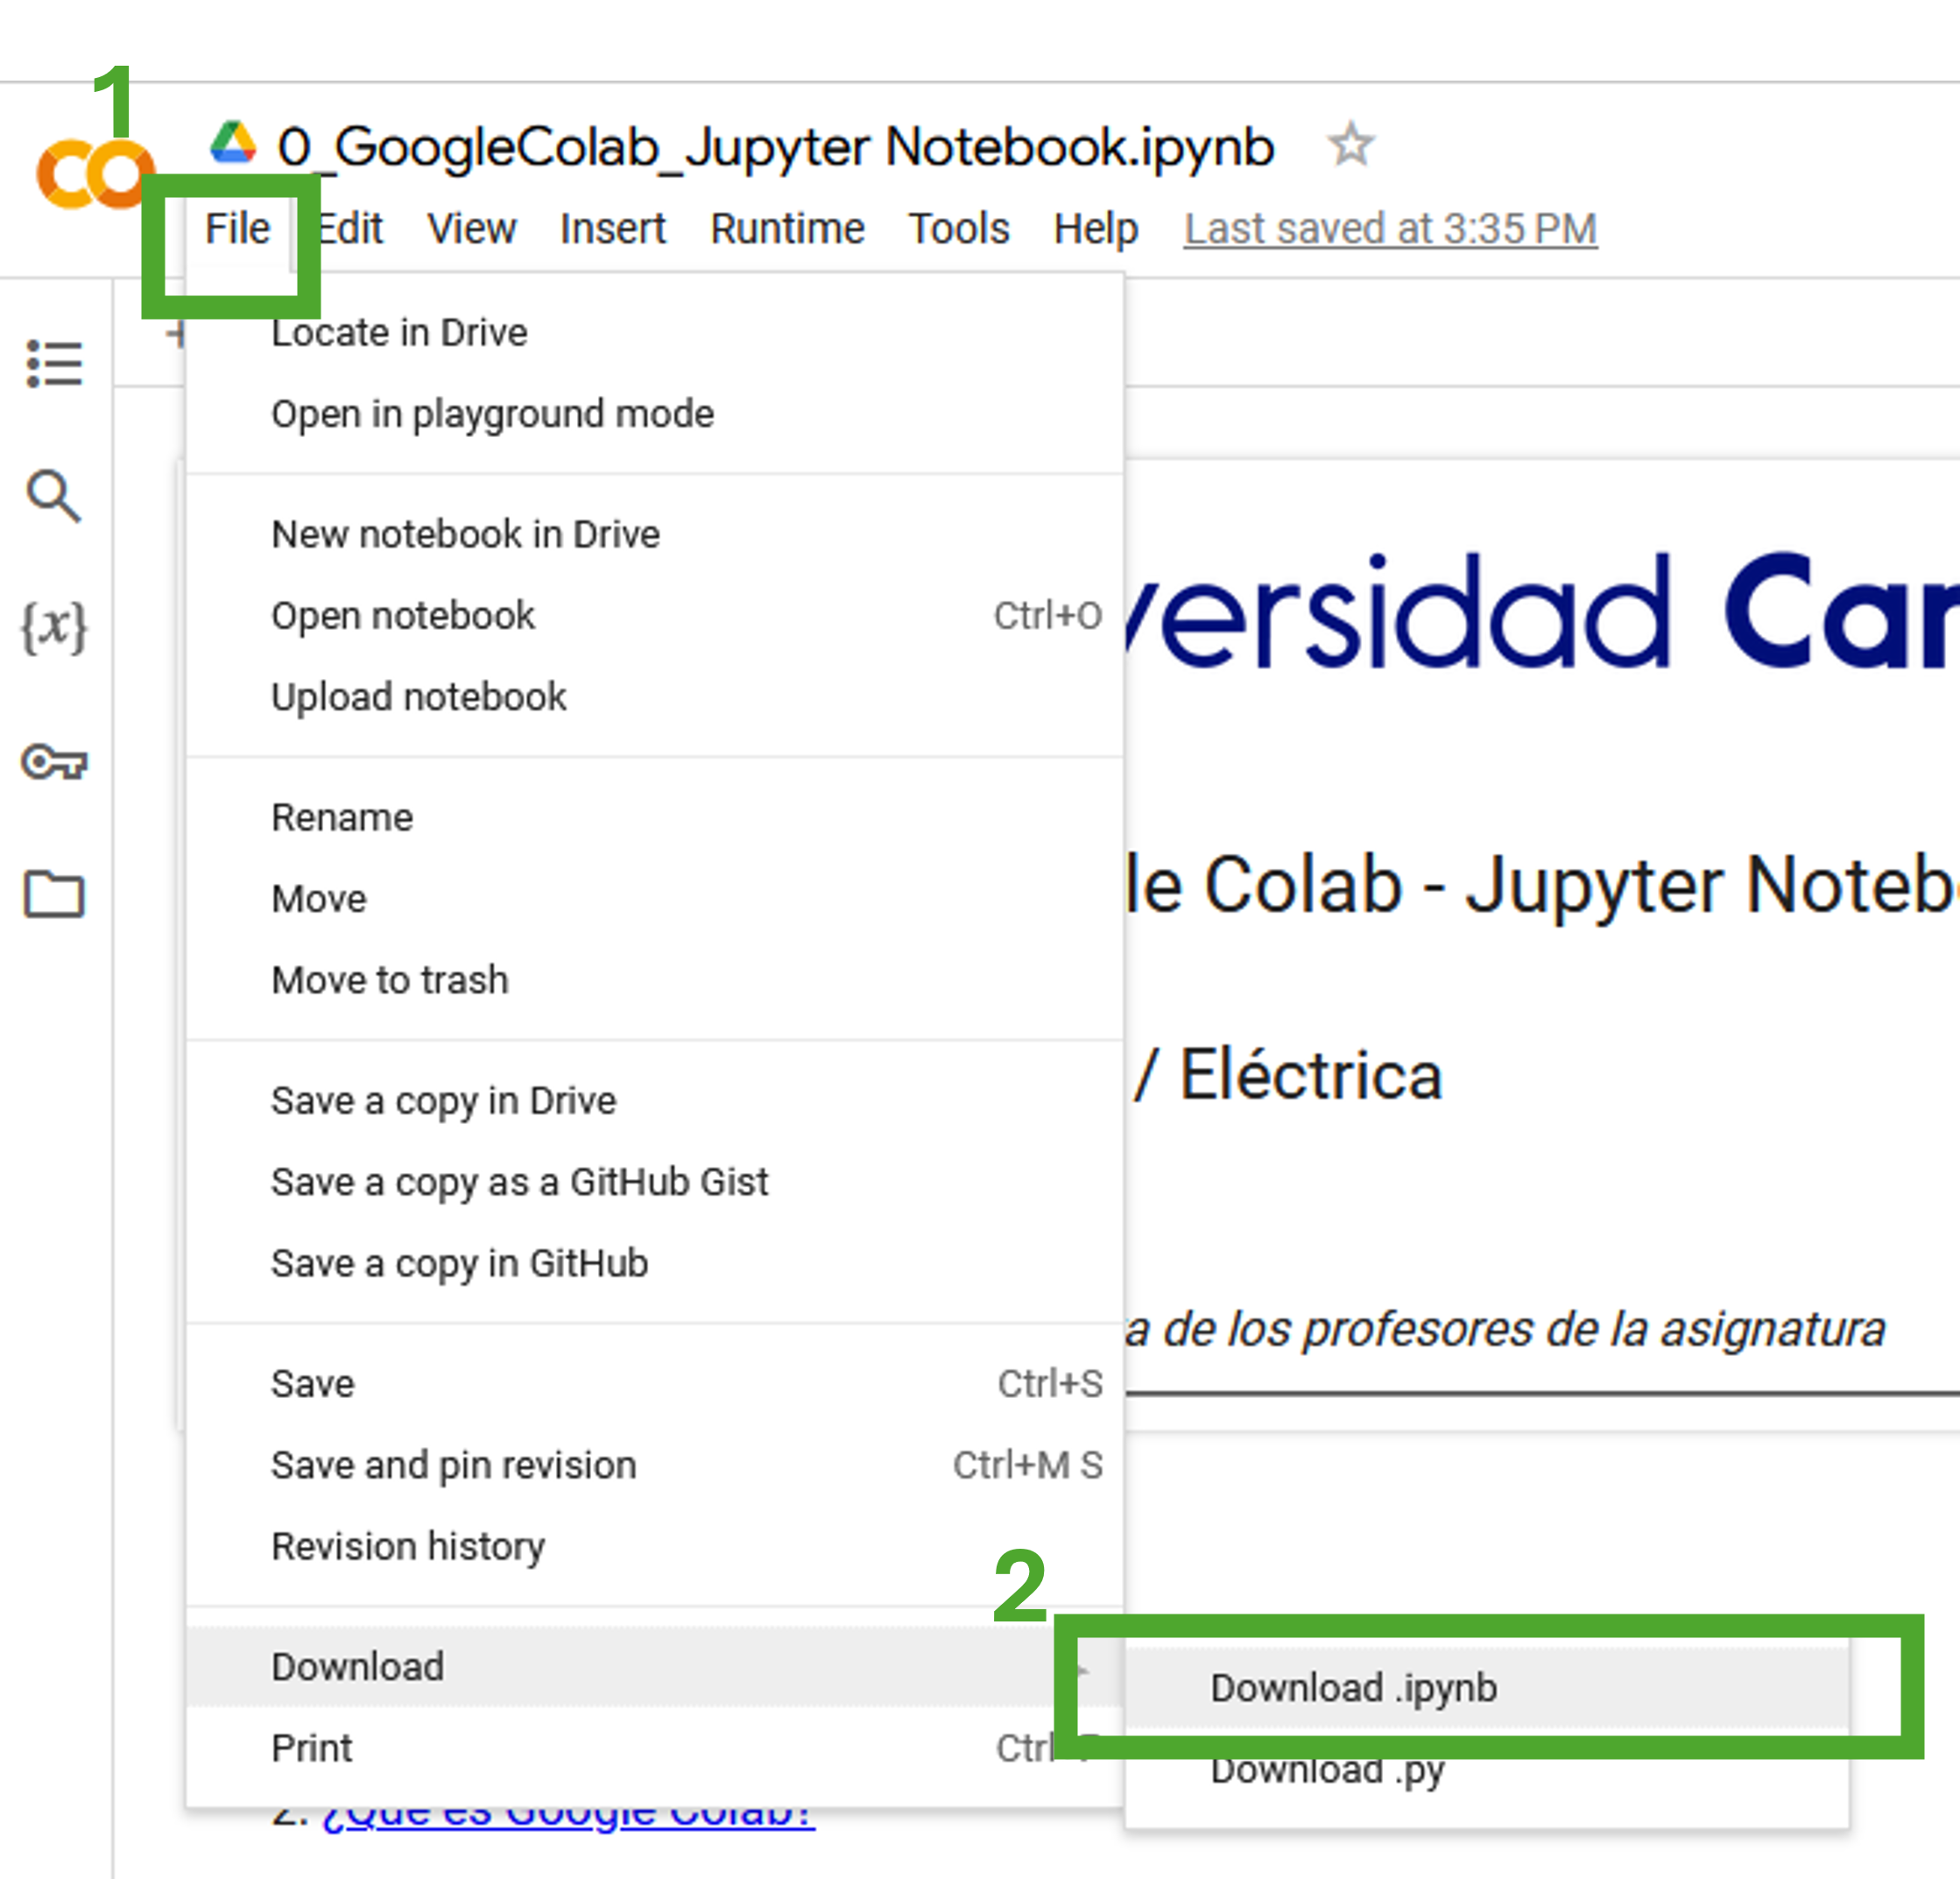 1
0_GoogleColab_Jupyter Notebook.ipynb
File Edit View Insert Runtime Tools Help Last saved at 3:35 PM
Locate in Drive
Open in playground mode
New notebook in Drive
Open notebook Ctrl+O
Upload notebook
versidad Car
Rename
Move
Move to trash
le Colab - Jupyter Noteb
/ Eléctrica
Save a copy in Drive
Save a copy as a GitHub Gist
Save a copy in GitHub
a de los profesores de la asignatura
Save Ctrl+S
Save and pin revision Ctrl+M S
Revision history
2
Download
Download .ipynb
Print Ctrl
Download .py
2. ¿Qué es Google Colab?
{x}